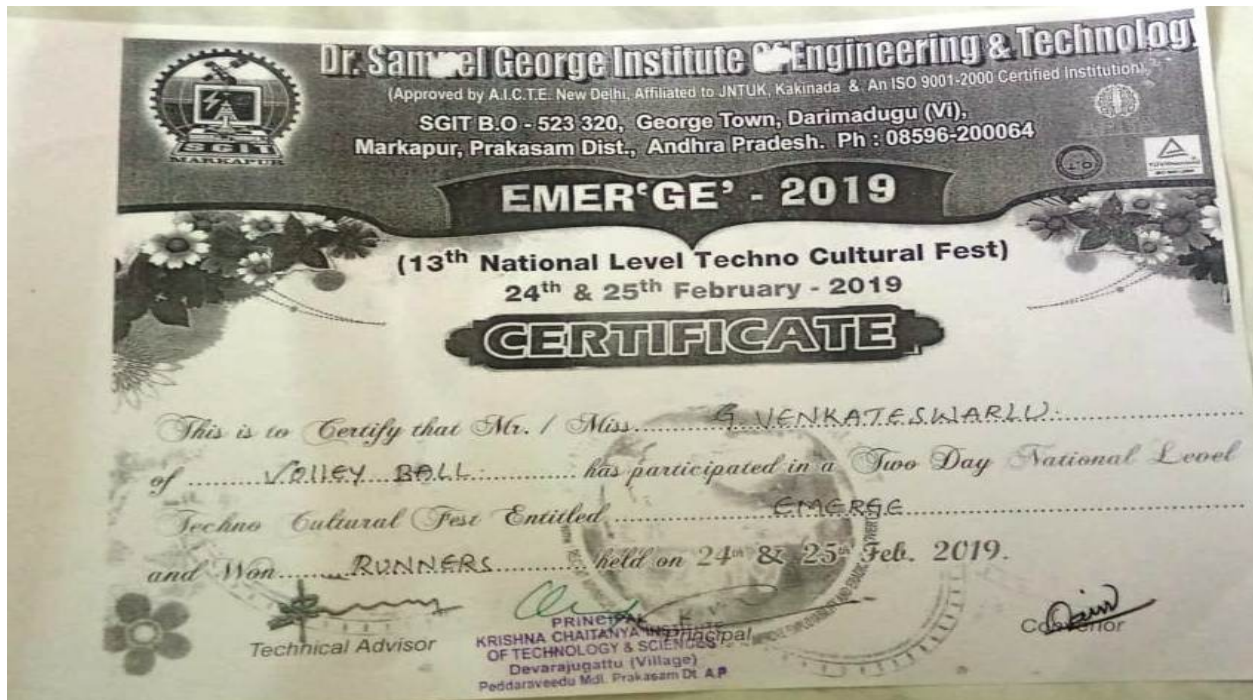 Dr. Samuel George Institute Of Engineering & Technology
(Approved by A.I.C.T.E. New Delhi, Affiliated to JNTUK, Kakinada & An ISO 9001-2000 Certified Institution)
SGIT B.O - 523 320, George Town, Darimadugu (Vi),
Markapur, Prakasam Dist., Andhra Pradesh. Ph : 08596-200064
SGIT
MARKAPUR
EMER‘GE’ - 2019
(13th National Level Techno Cultural Fest)
24th & 25th February - 2019
CERTIFICATE
This is to Certify that Mr. / Miss. G VENKATESWARLU
of VOLLEY BALL has participated in a Two Day National Level
Techno Cultural Fest Entitled EMERGE
and Won RUNNERS held on 24th & 25th Feb. 2019.
Technical Advisor
Principal
Convenor
PRINCIPAL
KRISHNA CHAITANYA INSTITUTE
OF TECHNOLOGY & SCIENCES
Devarajugattu (Village)
Peddaraveedu Mdl. Prakasam Dt. A.P